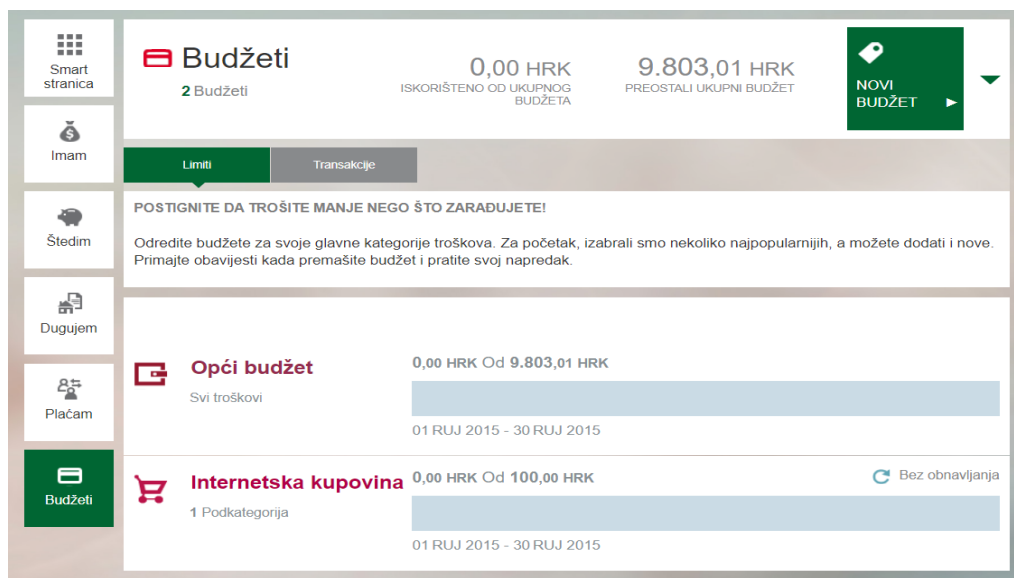 Smart
stranica
Imam
Štedim
Dugujem
Plaćam
Budžeti
Budžeti
2 Budžeti
0,00 HRK
ISKORIŠTENO OD UKUPNOG
BUDŽETA
9.803,01 HRK
PREOSTALI UKUPNI BUDŽET
NOVI
BUDŽET
Limiti
Transakcije
POSTIGNITE DA TROŠITE MANJE NEGO ŠTO ZARAĐUJETE!
Odredite budžete za svoje glavne kategorije troškova. Za početak, izabrali smo nekoliko najpopularnijih, a možete dodati i nove.
Primajte obavijesti kada premašite budžet i pratite svoj napredak.
Opći budžet
Svi troškovi
0,00 HRK Od 9.803,01 HRK
01 RUJ 2015 - 30 RUJ 2015
Internetska kupovina
1 Podkategorija
0,00 HRK Od 100,00 HRK
Bez obnavljanja
01 RUJ 2015 - 30 RUJ 2015